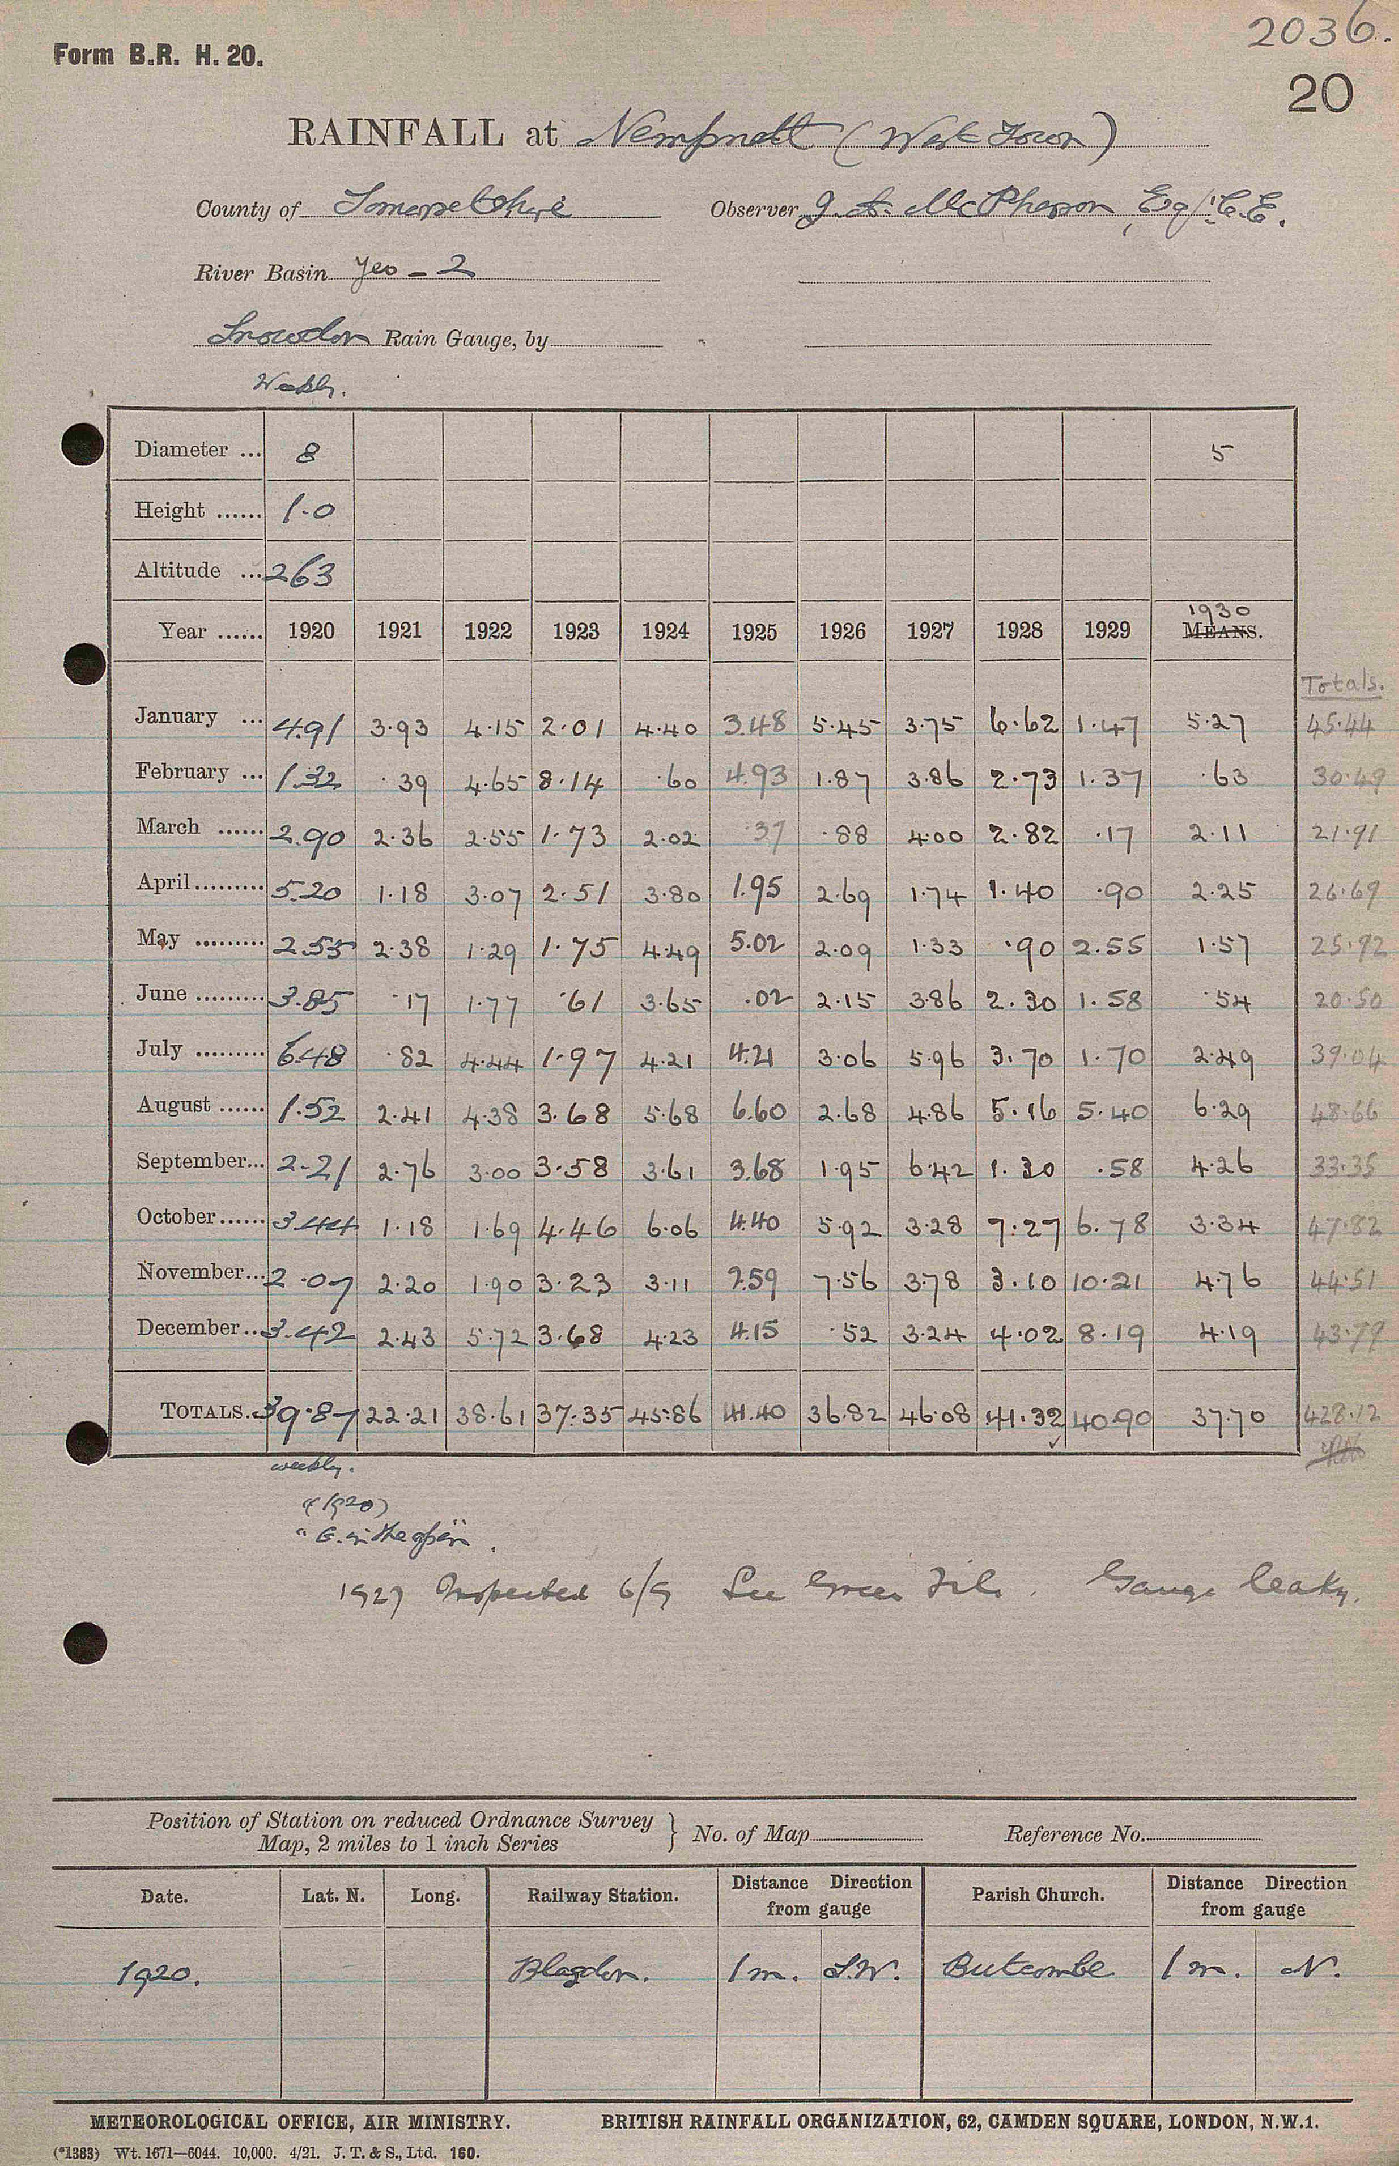 2036.
Form B.R. H. 20.
20
RAINFALL at Nempnett (West Town)
County of Somersetshire Observer J. A. McPherson, Esq., C.E.
River Basin Yeo - 2
Snowdon Rain Gauge, by
Weekly.
Diameter ... 8 5
Height ...... 1.0
Altitude ... 263
Year ...... 1920 1921 1922 1923 1924 1925 1926 1927 1928 1929 1930 MEANS.
Totals.
January ... 4.91 3.93 4.15 2.01 4.40 3.48 5.45 3.75 6.62 1.47 5.27 45.44
February ... 1.32 .39 4.65 8.14 .60 4.93 1.87 3.86 2.73 1.37 .63 30.49
March ...... 2.90 2.36 2.55 1.73 2.02 .37 .88 4.00 2.82 .17 2.11 21.91
April......... 5.20 1.18 3.07 2.51 3.80 1.95 2.69 1.74 1.40 .90 2.25 26.69
May ......... 2.55 2.38 1.29 1.75 4.49 5.02 2.09 1.33 .90 2.55 1.57 25.92
June ......... 3.85 .17 1.77 .61 3.65 .02 2.15 3.86 2.30 1.58 .54 20.50
July ......... 6.48 .82 4.44 1.97 4.21 4.21 3.06 5.96 3.70 1.70 2.49 39.04
August ...... 1.52 2.41 4.38 3.68 5.68 6.60 2.68 4.86 5.16 5.40 6.29 48.66
September... 2.21 2.76 3.00 3.58 3.61 3.68 1.95 6.42 1.30 .58 4.26 33.35
October...... 3.44 1.18 1.69 4.46 6.06 4.40 5.92 3.28 7.27 6.78 3.34 47.82
November... 2.07 2.20 1.90 3.23 3.11 2.59 7.56 3.78 3.10 10.21 4.76 44.51
December... 3.42 2.43 5.72 3.68 4.23 4.15 .52 3.24 4.02 8.19 4.19 43.79
TOTALS. 39.87 22.21 38.61 37.35 45.86 41.40 36.82 46.08 41.32 40.90 37.70 428.12
weekly.
(1920)
"G. in the open".
1927 Inspected 6/9 See Green File. Gauge leaky.
Position of Station on reduced Ordnance Survey
Map, 2 miles to 1 inch Series } No. of Map Reference No.
Date. Lat. N. Long. Railway Station. Distance Direction from gauge Parish Church. Distance Direction from gauge
1920. Blagdon. 1 m. S.W. Butcombe 1 m. N.
METEOROLOGICAL OFFICE, AIR MINISTRY. BRITISH RAINFALL ORGANIZATION, 62, CAMDEN SQUARE, LONDON, N.W.1.
(*1383) Wt. 1671—6044. 10,000. 4/21. J. T. & S., Ltd. 160.